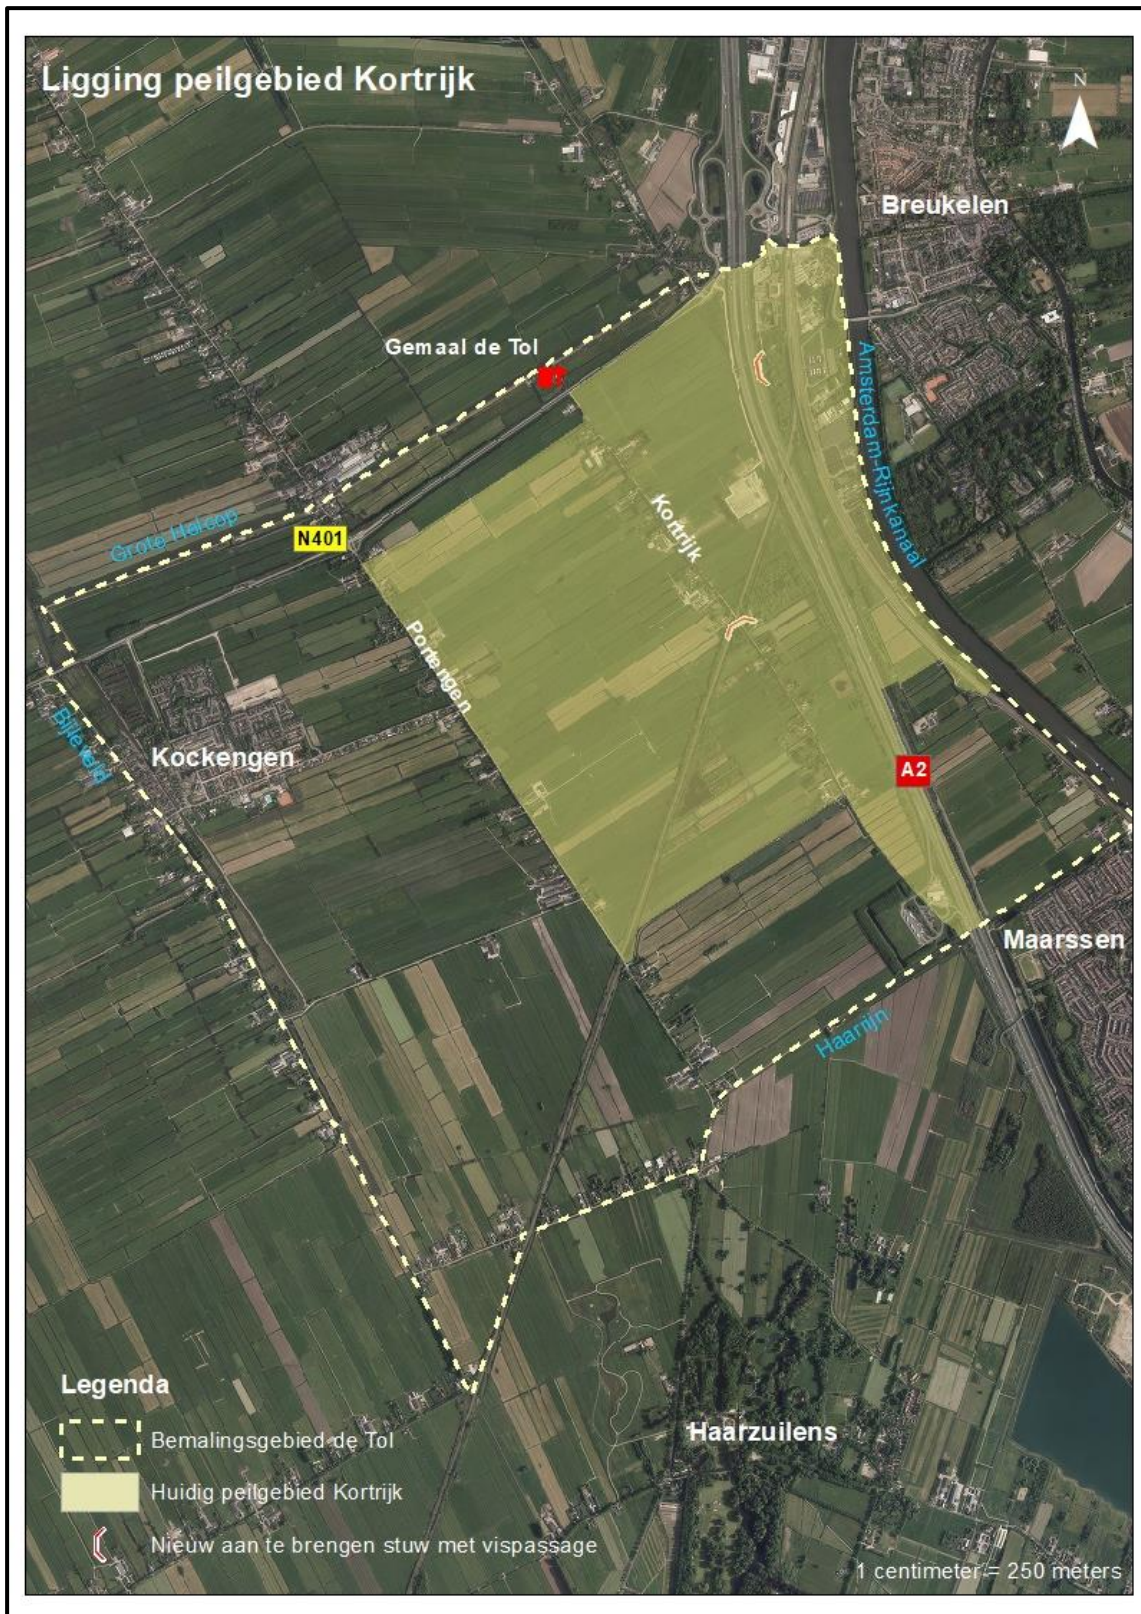 Ligging peilgebied Kortrijk
N
Breukelen
Gemaal de Tol
Amsterdam-Rijnkanaal
Kortrijk
Grote Heicop
N401
Portengen
Bijleveld
Kockengen
A2
Maarssen
Haarrijn
Legenda
Bemalingsgebied de Tol
Haarzuilens
Huidig peilgebied Kortrijk
Nieuw aan te brengen stuw met vispassage
1 centimeter = 250 meters